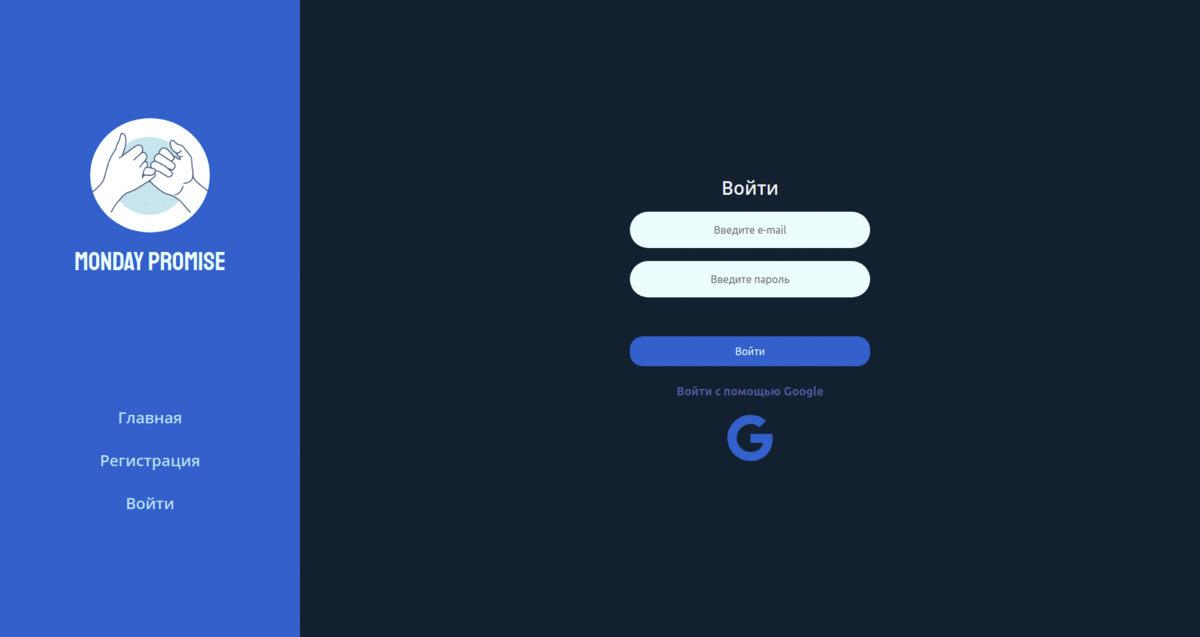 MONDAY PROMISE
Главная
Регистрация
Войти
Войти
Введите e-mail
Введите пароль
Войти
Войти с помощью Google
G